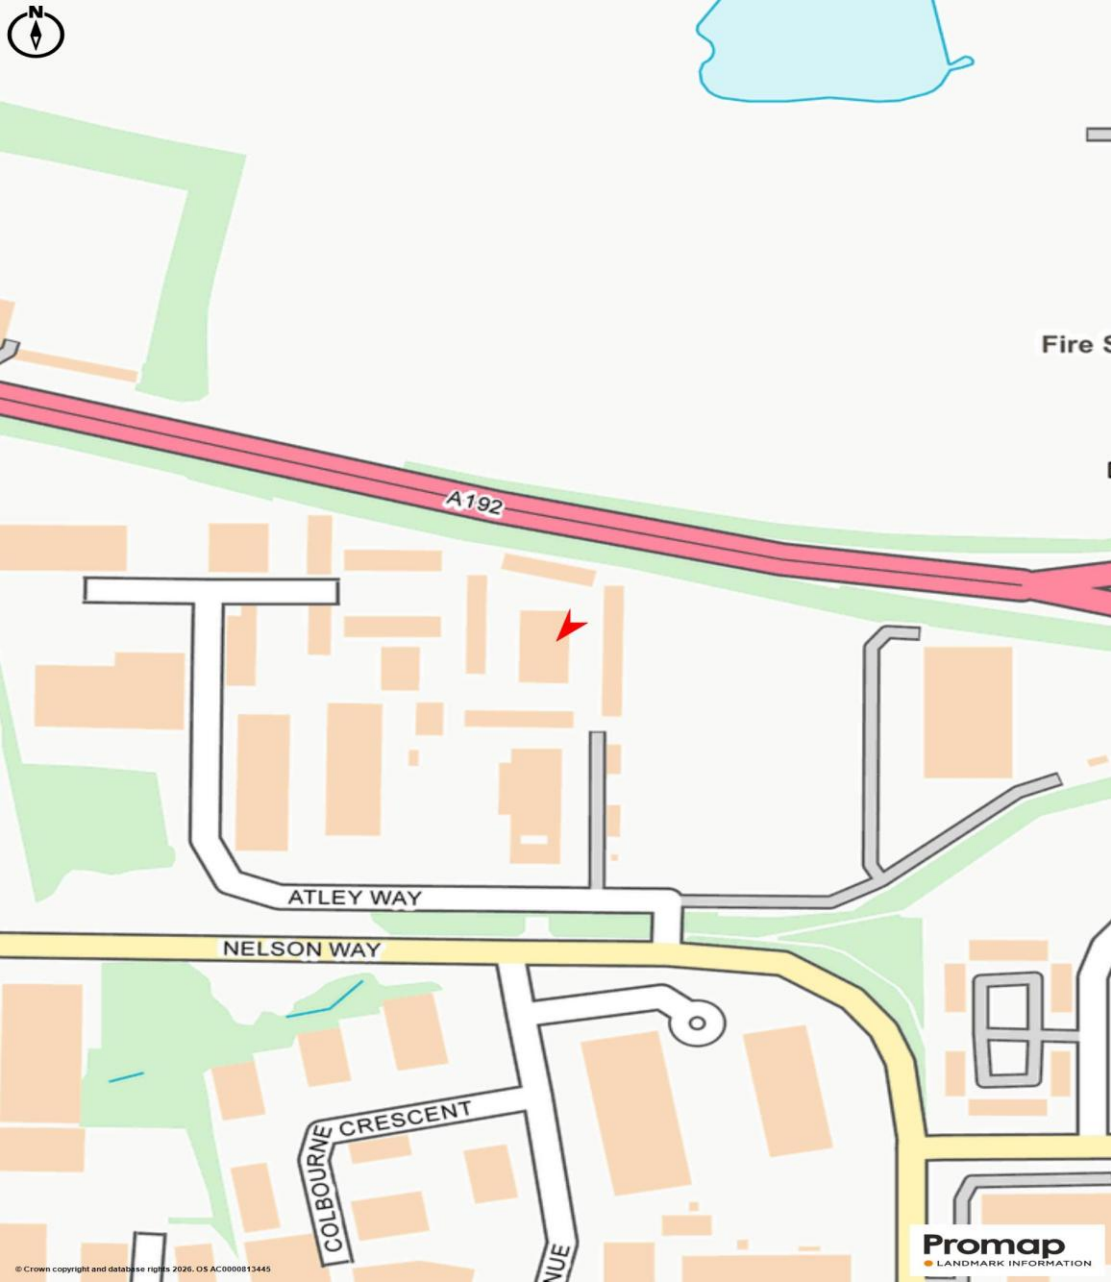 N
Fire S
A192
ATLEY WAY
NELSON WAY
CRESCENT
COLBOURNE
NUE
Promap
LANDMARK INFORMATION
© Crown copyright and database rights 2026. OS AC0000813445